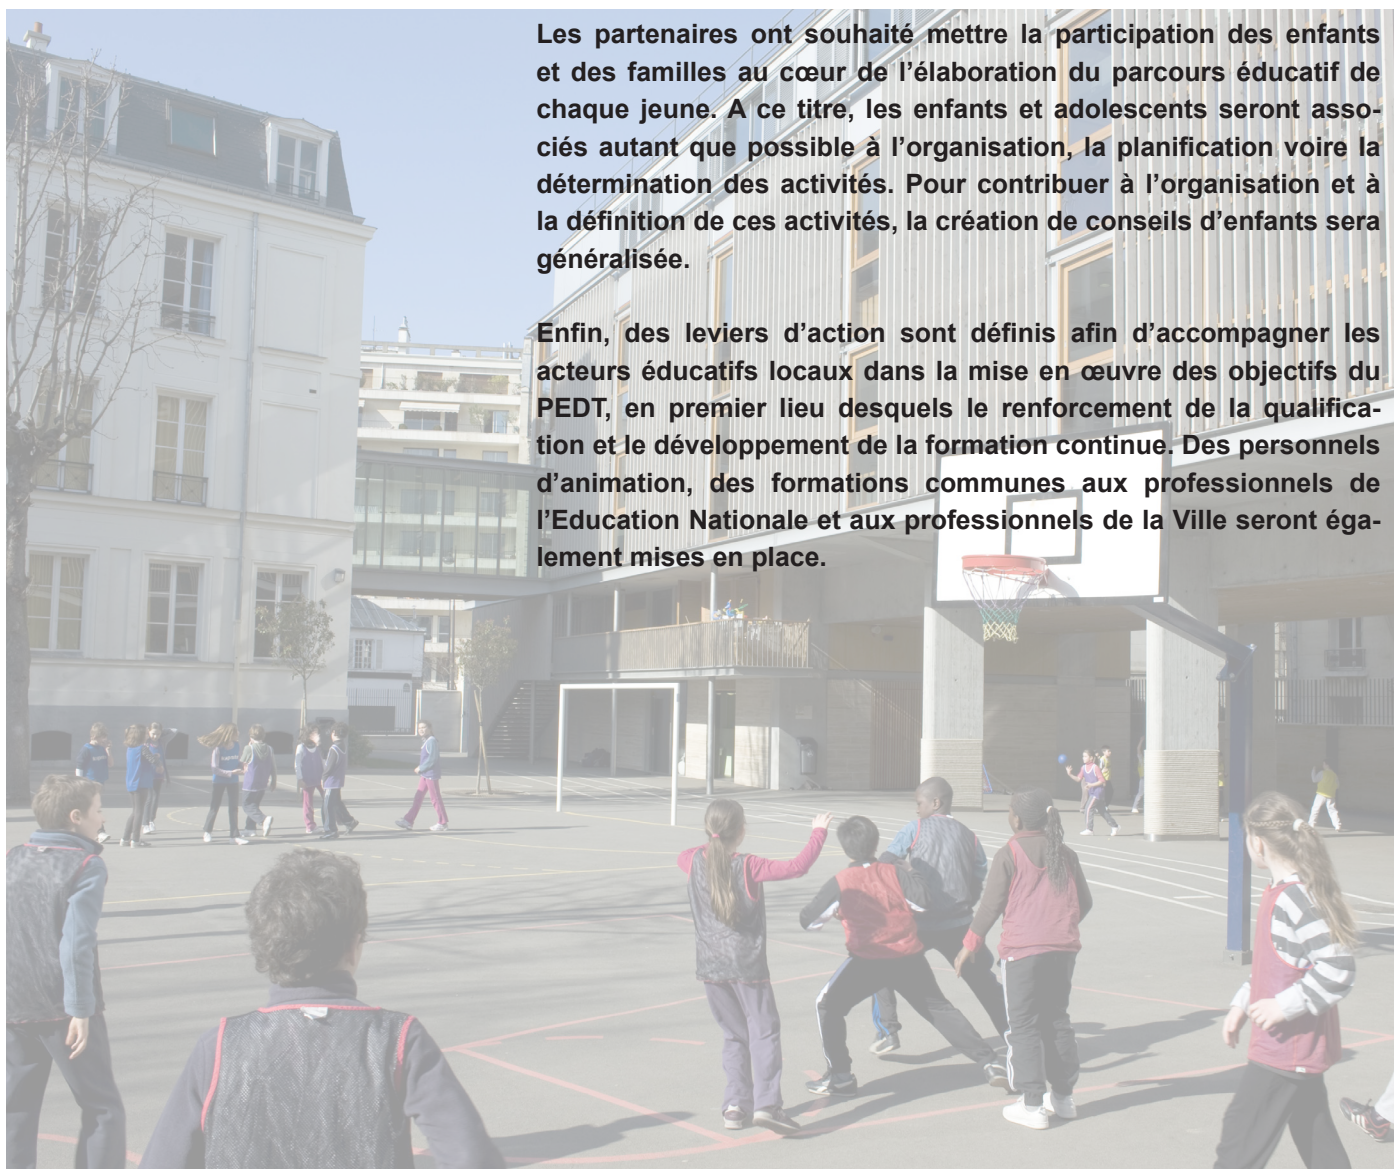 Les partenaires ont souhaité mettre la participation des enfants
et des familles au cœur de l’élaboration du parcours éducatif de
chaque jeune. A ce titre, les enfants et adolescents seront asso-
ciés autant que possible à l’organisation, la planification voire la
détermination des activités. Pour contribuer à l’organisation et à
la définition de ces activités, la création de conseils d’enfants sera
généralisée.
Enfin, des leviers d’action sont définis afin d’accompagner les
acteurs éducatifs locaux dans la mise en œuvre des objectifs du
PEDT, en premier lieu desquels le renforcement de la qualifica-
tion et le développement de la formation continue. Des personnels
d’animation, des formations communes aux professionnels de
l’Education Nationale et aux professionnels de la Ville seront éga-
lement mises en place.